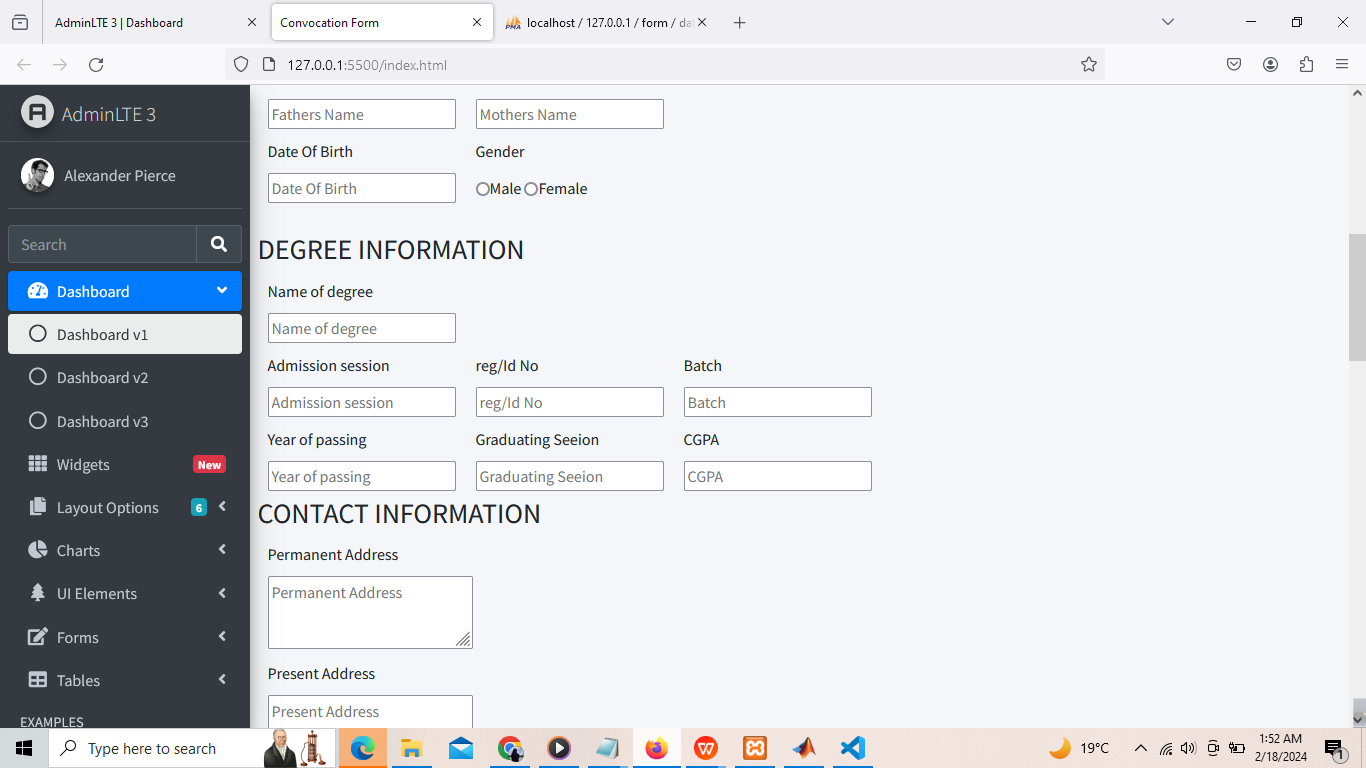 AdminLTE 3 | Dashboard
Convocation Form
localhost / 127.0.0.1 / form / da
127.0.0.1:5500/index.html
AdminLTE 3
Alexander Pierce
Search
Dashboard
Dashboard v1
Dashboard v2
Dashboard v3
Widgets New
Layout Options 6
Charts
UI Elements
Forms
Tables
EXAMPLES
Fathers Name Mothers Name
Date Of Birth Gender
Date Of Birth Male Female
DEGREE INFORMATION
Name of degree
Name of degree
Admission session reg/Id No Batch
Admission session reg/Id No Batch
Year of passing Graduating Seeion CGPA
Year of passing Graduating Seeion CGPA
CONTACT INFORMATION
Permanent Address
Permanent Address
Present Address
Present Address
Type here to search
19°C
1:52 AM
2/18/2024
1